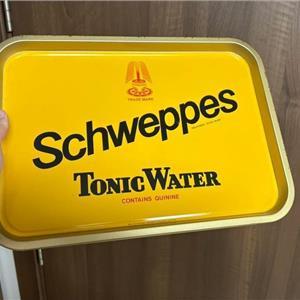 TRADE MARK
Schweppes
TONIC WATER
CONTAINS QUININE